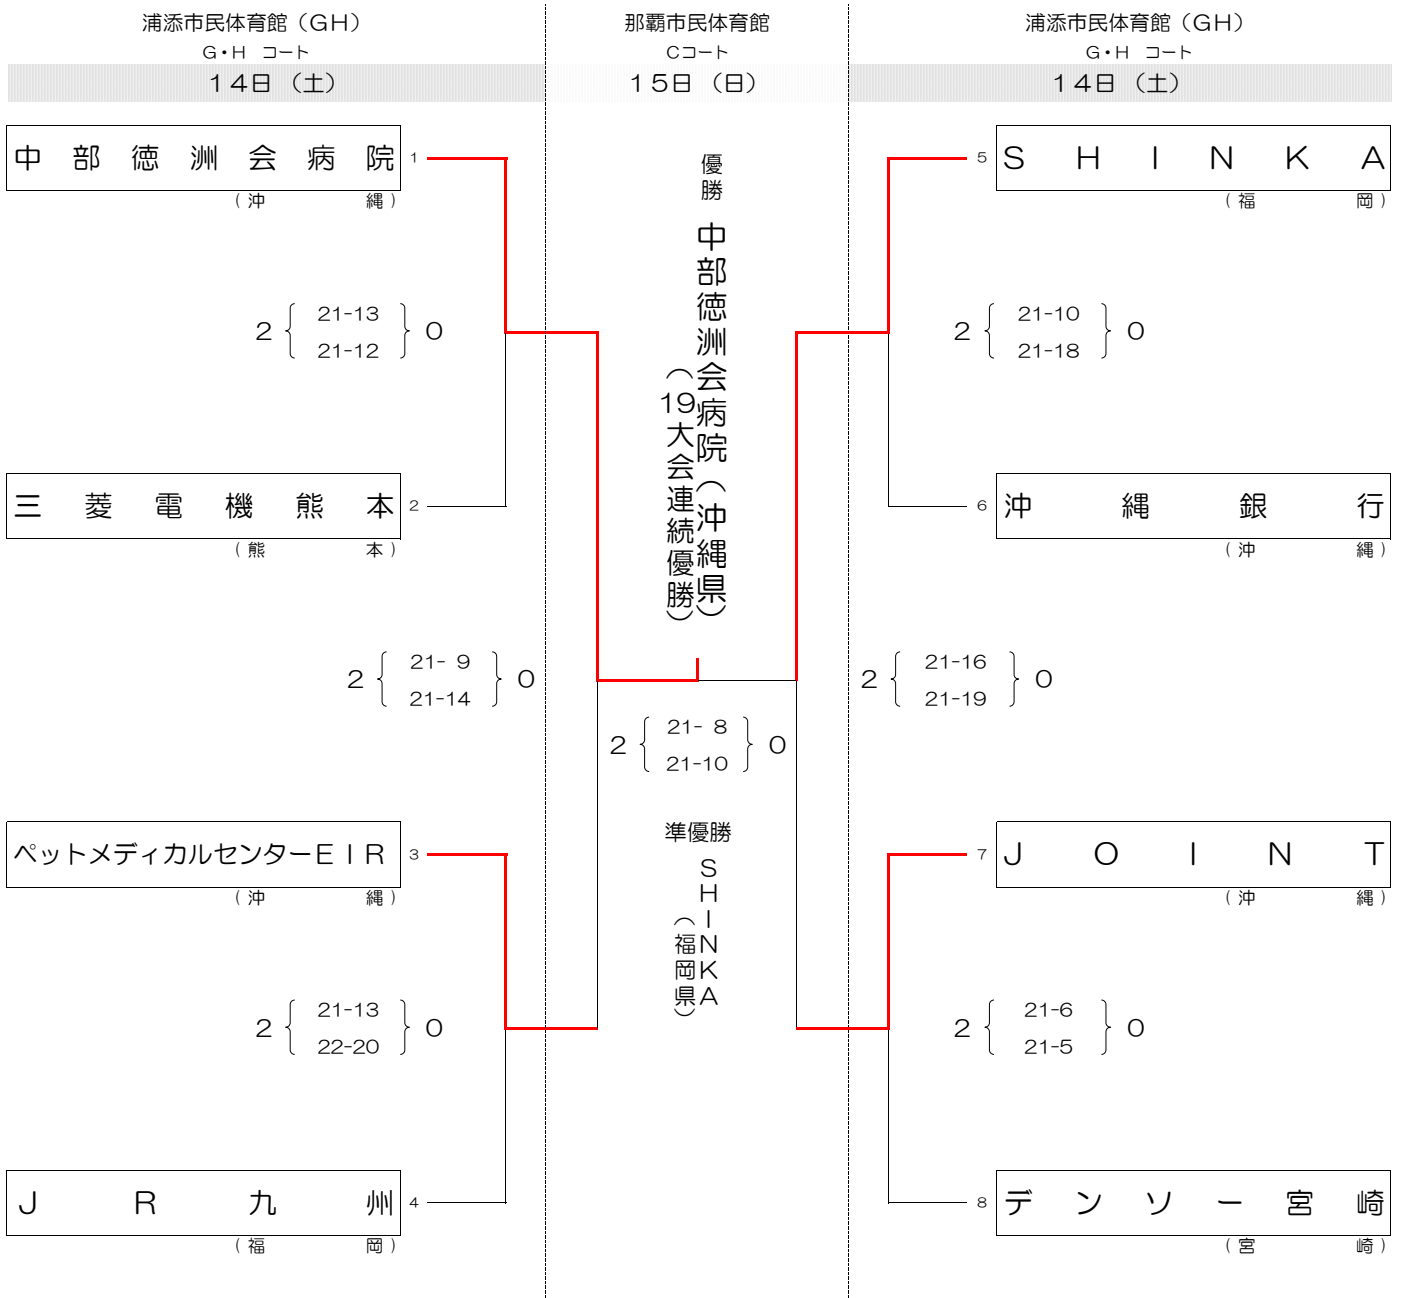 浦添市民体育館（GH）
G・H コート
14日（土）
那覇市民体育館
Cコート
15日（日）
浦添市民体育館（GH）
G・H コート
14日（土）
中部徳洲会病院 1
（沖縄）
2 { 21-13 } 0
21-12
三菱電機熊本 2
（熊本）
2 { 21- 9 } 0
21-14
ペットメディカルセンターEIR 3
（沖縄）
2 { 21-13 } 0
22-20
JR九州 4
（福岡）
優勝
中部徳洲会病院（沖縄県）
（19大会連続優勝）
2 { 21- 8 } 0
21-10
準優勝
SHINKA
（福岡県）
5 SHINKA
（福岡）
2 { 21-10 } 0
21-18
6 沖縄銀行
（沖縄）
2 { 21-16 } 0
21-19
7 JOINT
（沖縄）
2 { 21-6 } 0
21-5
8 デンソー宮崎
（宮崎）